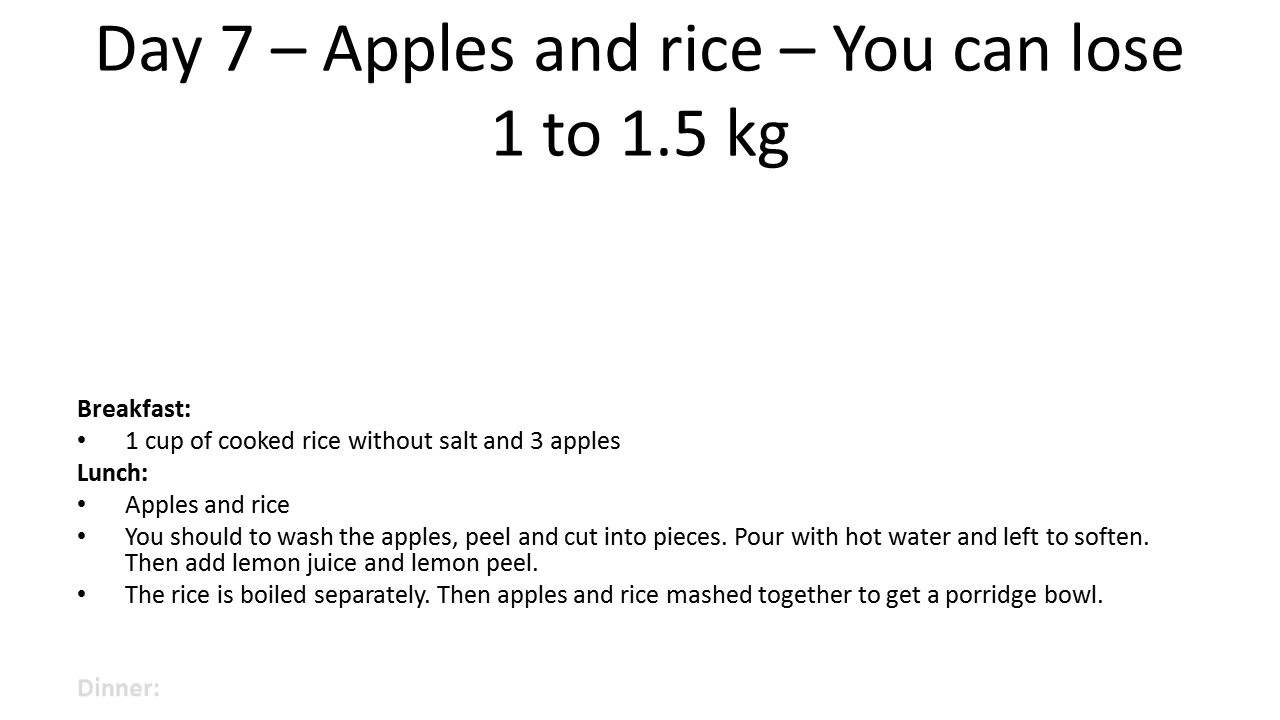 Day 7 – Apples and rice – You can lose
1 to 1.5 kg
Breakfast:
• 1 cup of cooked rice without salt and 3 apples
Lunch:
• Apples and rice
• You should to wash the apples, peel and cut into pieces. Pour with hot water and left to soften.
Then add lemon juice and lemon peel.
• The rice is boiled separately. Then apples and rice mashed together to get a porridge bowl.
Dinner: